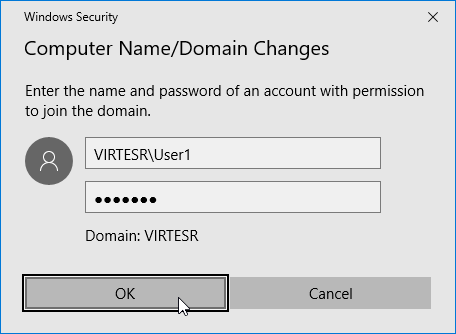 Windows Security
Computer Name/Domain Changes
Enter the name and password of an account with permission
to join the domain.
VIRTESR\User1
●●●●●●●
Domain: VIRTESR
OK
Cancel